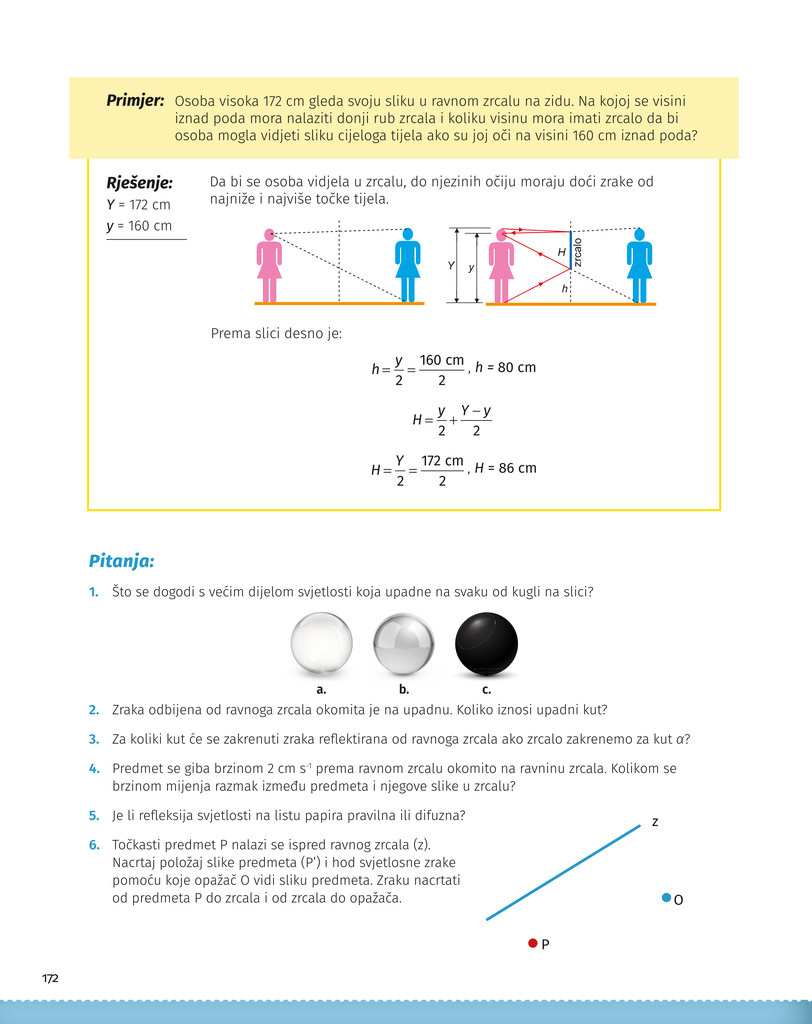 Primjer: Osoba visoka 172 cm gleda svoju sliku u ravnom zrcalu na zidu. Na kojoj se visini
iznad poda mora nalaziti donji rub zrcala i koliku visinu mora imati zrcalo da bi
osoba mogla vidjeti sliku cijeloga tijela ako su joj oči na visini 160 cm iznad poda?
Rješenje:
Y = 172 cm
y = 160 cm
Da bi se osoba vidjela u zrcalu, do njezinih očiju moraju doći zrake od
najniže i najviše točke tijela.
Y
y
H
h
zrcalo
Prema slici desno je:
h = y/2 = 160 cm/2 , h = 80 cm
H = y/2 + Y – y/2
H = Y/2 = 172 cm/2 , H = 86 cm
Pitanja:
1. Što se dogodi s većim dijelom svjetlosti koja upadne na svaku od kugli na slici?
a. b. c.
2. Zraka odbijena od ravnoga zrcala okomita je na upadnu. Koliko iznosi upadni kut?
3. Za koliki kut će se zakrenuti zraka reflektirana od ravnoga zrcala ako zrcalo zakrenemo za kut α?
4. Predmet se giba brzinom 2 cm s⁻¹ prema ravnom zrcalu okomito na ravninu zrcala. Kolikom se
brzinom mijenja razmak između predmeta i njegove slike u zrcalu?
5. Je li refleksija svjetlosti na listu papira pravilna ili difuzna?
6. Točkasti predmet P nalazi se ispred ravnog zrcala (z).
Nacrtaj položaj slike predmeta (P’) i hod svjetlosne zrake
pomoću koje opažač O vidi sliku predmeta. Zraku nacrtati
od predmeta P do zrcala i od zrcala do opažača.
z
O
P
172